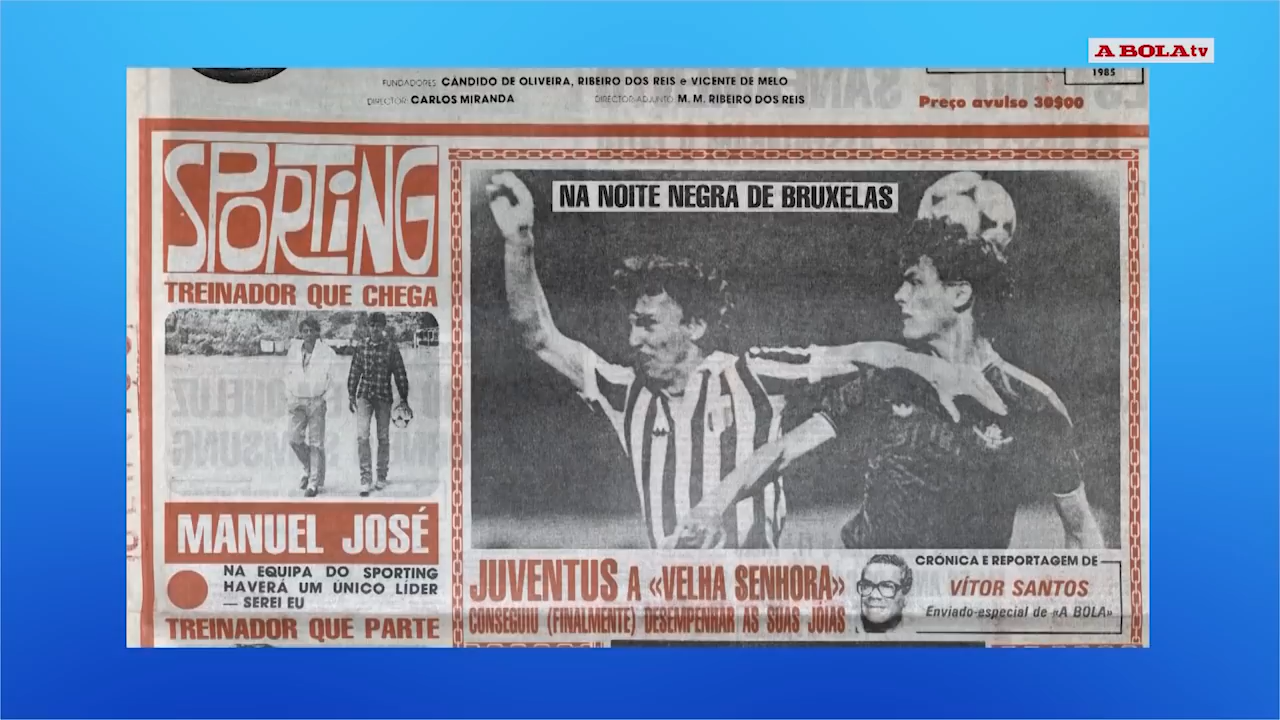 A BOLA tv
FUNDADORES: CÂNDIDO DE OLIVEIRA, RIBEIRO DOS REIS e VICENTE DE MELO
DIRECTOR: CARLOS MIRANDA DIRECTOR-ADJUNTO: M. M. RIBEIRO DOS REIS
1985
Preço avulso 30$00
SPORTING
TREINADOR QUE CHEGA
MANUEL JOSÉ
NA EQUIPA DO SPORTING
HAVERÁ UM ÚNICO LÍDER
— SEREI EU
TREINADOR QUE PARTE
NA NOITE NEGRA DE BRUXELAS
JUVENTUS A «VELHA SENHORA»
CONSEGUIU (FINALMENTE) DESEMPENHAR AS SUAS JÓIAS
CRÓNICA E REPORTAGEM DE
VÍTOR SANTOS
Enviado-especial de «A BOLA»